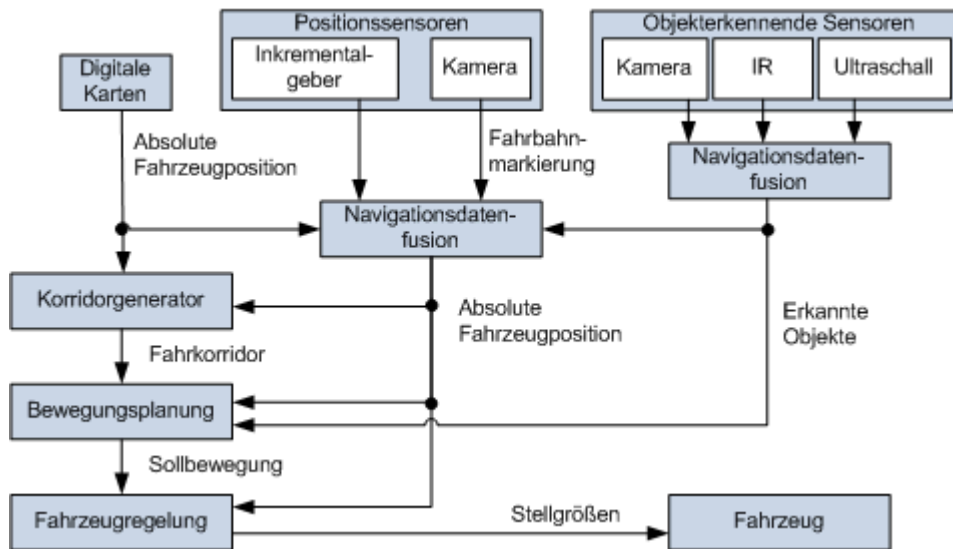 Positionssensoren
Inkremental-
geber
Kamera
Objekterkennende Sensoren
Kamera
IR
Ultraschall
Digitale
Karten
Absolute
Fahrzeugposition
Fahrbahn-
markierung
Navigationsdaten-
fusion
Navigationsdaten-
fusion
Korridorgenerator
Absolute
Fahrzeugposition
Erkannte
Objekte
Fahrkorridor
Bewegungsplanung
Sollbewegung
Fahrzeugregelung
Stellgrößen
Fahrzeug